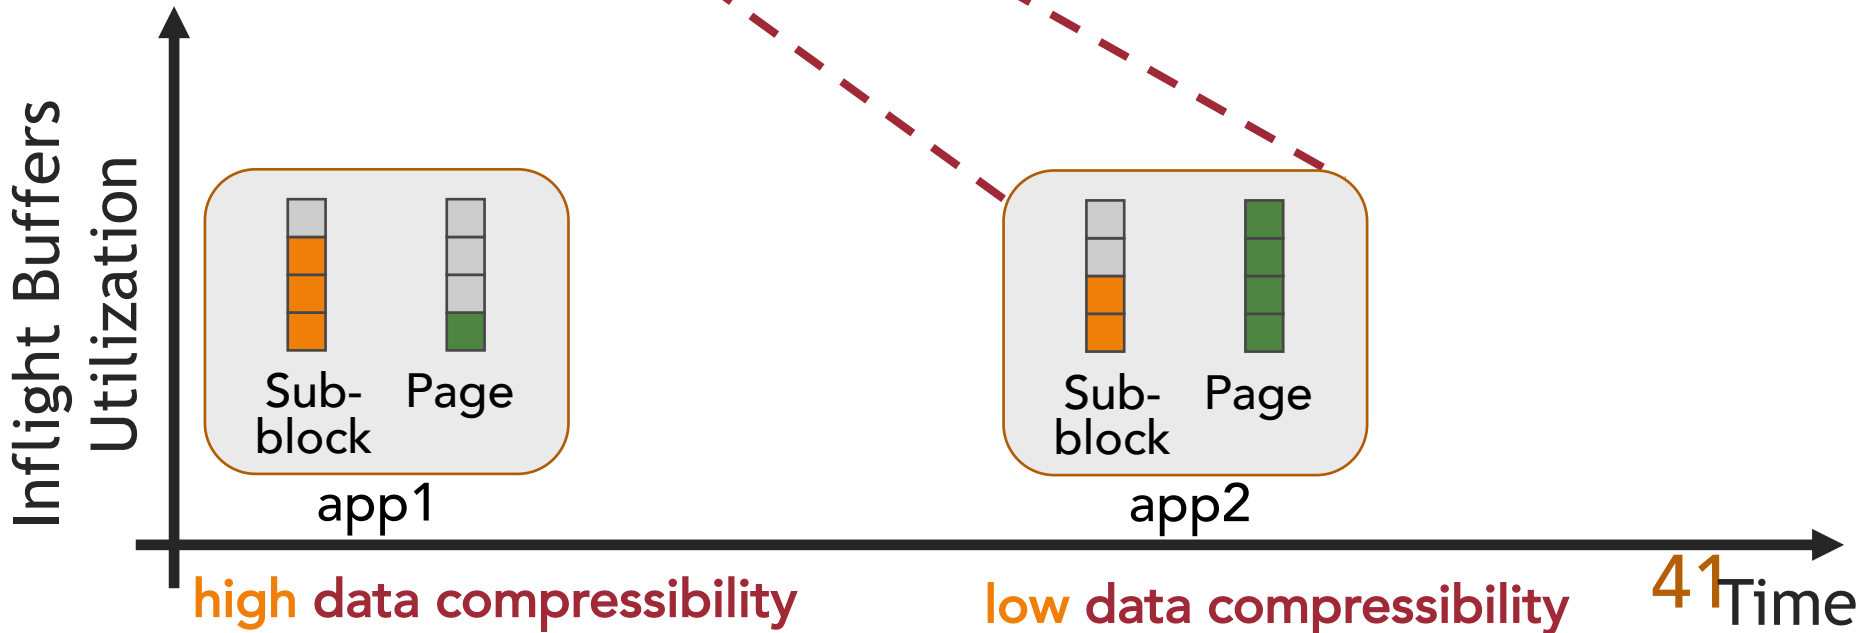 Inflight Buffers
Utilization
Sub-
block
Page
app1
Sub-
block
Page
app2
high data compressibility
low data compressibility
41
Time